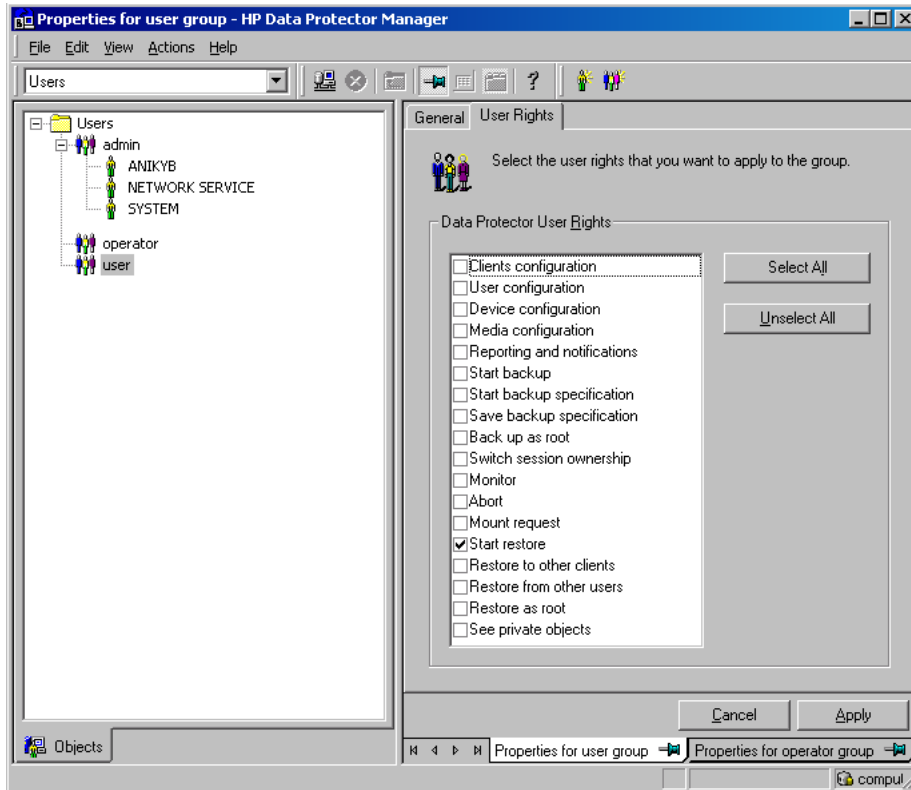 Properties for user group - HP Data Protector Manager
File Edit View Actions Help
Users
?
Users
admin
ANIKYB
NETWORK SERVICE
SYSTEM
operator
user
General User Rights
Select the user rights that you want to apply to the group.
Data Protector User Rights
Clients configuration
User configuration
Device configuration
Media configuration
Reporting and notifications
Start backup
Start backup specification
Save backup specification
Back up as root
Switch session ownership
Monitor
Abort
Mount request
Start restore
Restore to other clients
Restore from other users
Restore as root
See private objects
Select All
Unselect All
Cancel Apply
Objects
Properties for user group Properties for operator group
compul